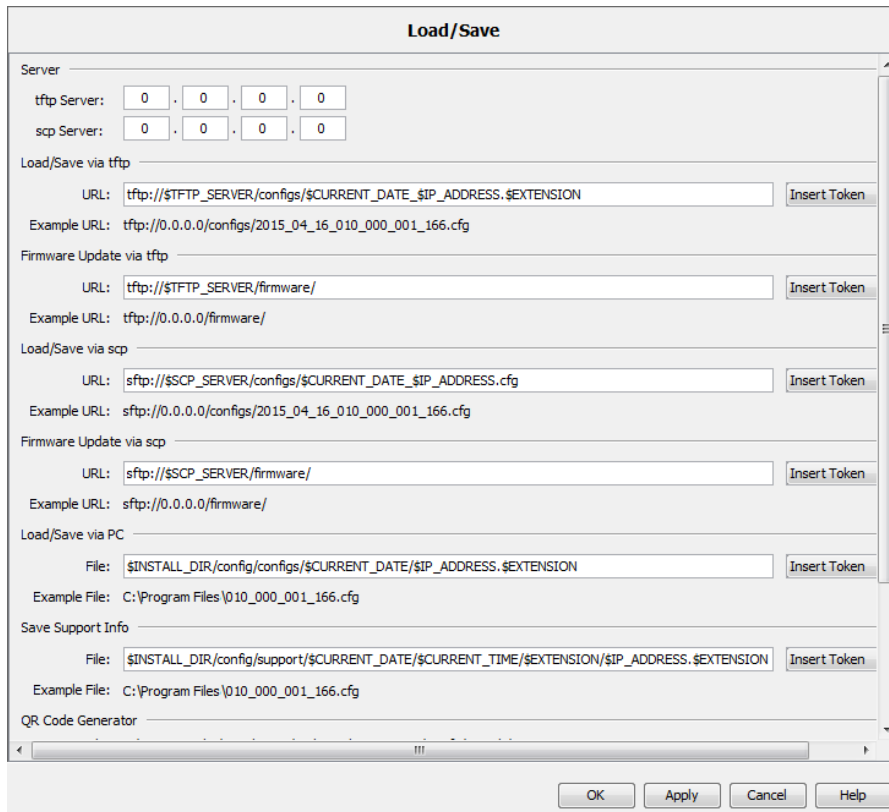 Load/Save
Server
tftp Server: 0 . 0 . 0 . 0
scp Server: 0 . 0 . 0 . 0
Load/Save via tftp
URL: tftp://$TFTP_SERVER/configs/$CURRENT_DATE_$IP_ADDRESS.$EXTENSION Insert Token
Example URL: tftp://0.0.0.0/configs/2015_04_16_010_000_001_166.cfg
Firmware Update via tftp
URL: tftp://$TFTP_SERVER/firmware/ Insert Token
Example URL: tftp://0.0.0.0/firmware/
Load/Save via scp
URL: sftp://$SCP_SERVER/configs/$CURRENT_DATE_$IP_ADDRESS.cfg Insert Token
Example URL: sftp://0.0.0.0/configs/2015_04_16_010_000_001_166.cfg
Firmware Update via scp
URL: sftp://$SCP_SERVER/firmware/ Insert Token
Example URL: sftp://0.0.0.0/firmware/
Load/Save via PC
File: $INSTALL_DIR/config/configs/$CURRENT_DATE/$IP_ADDRESS.$EXTENSION Insert Token
Example File: C:\Program Files\010_000_001_166.cfg
Save Support Info
File: $INSTALL_DIR/config/support/$CURRENT_DATE/$CURRENT_TIME/$EXTENSION/$IP_ADDRESS.$EXTENSION Insert Token
Example File: C:\Program Files\010_000_001_166.cfg
QR Code Generator
OK Apply Cancel Help